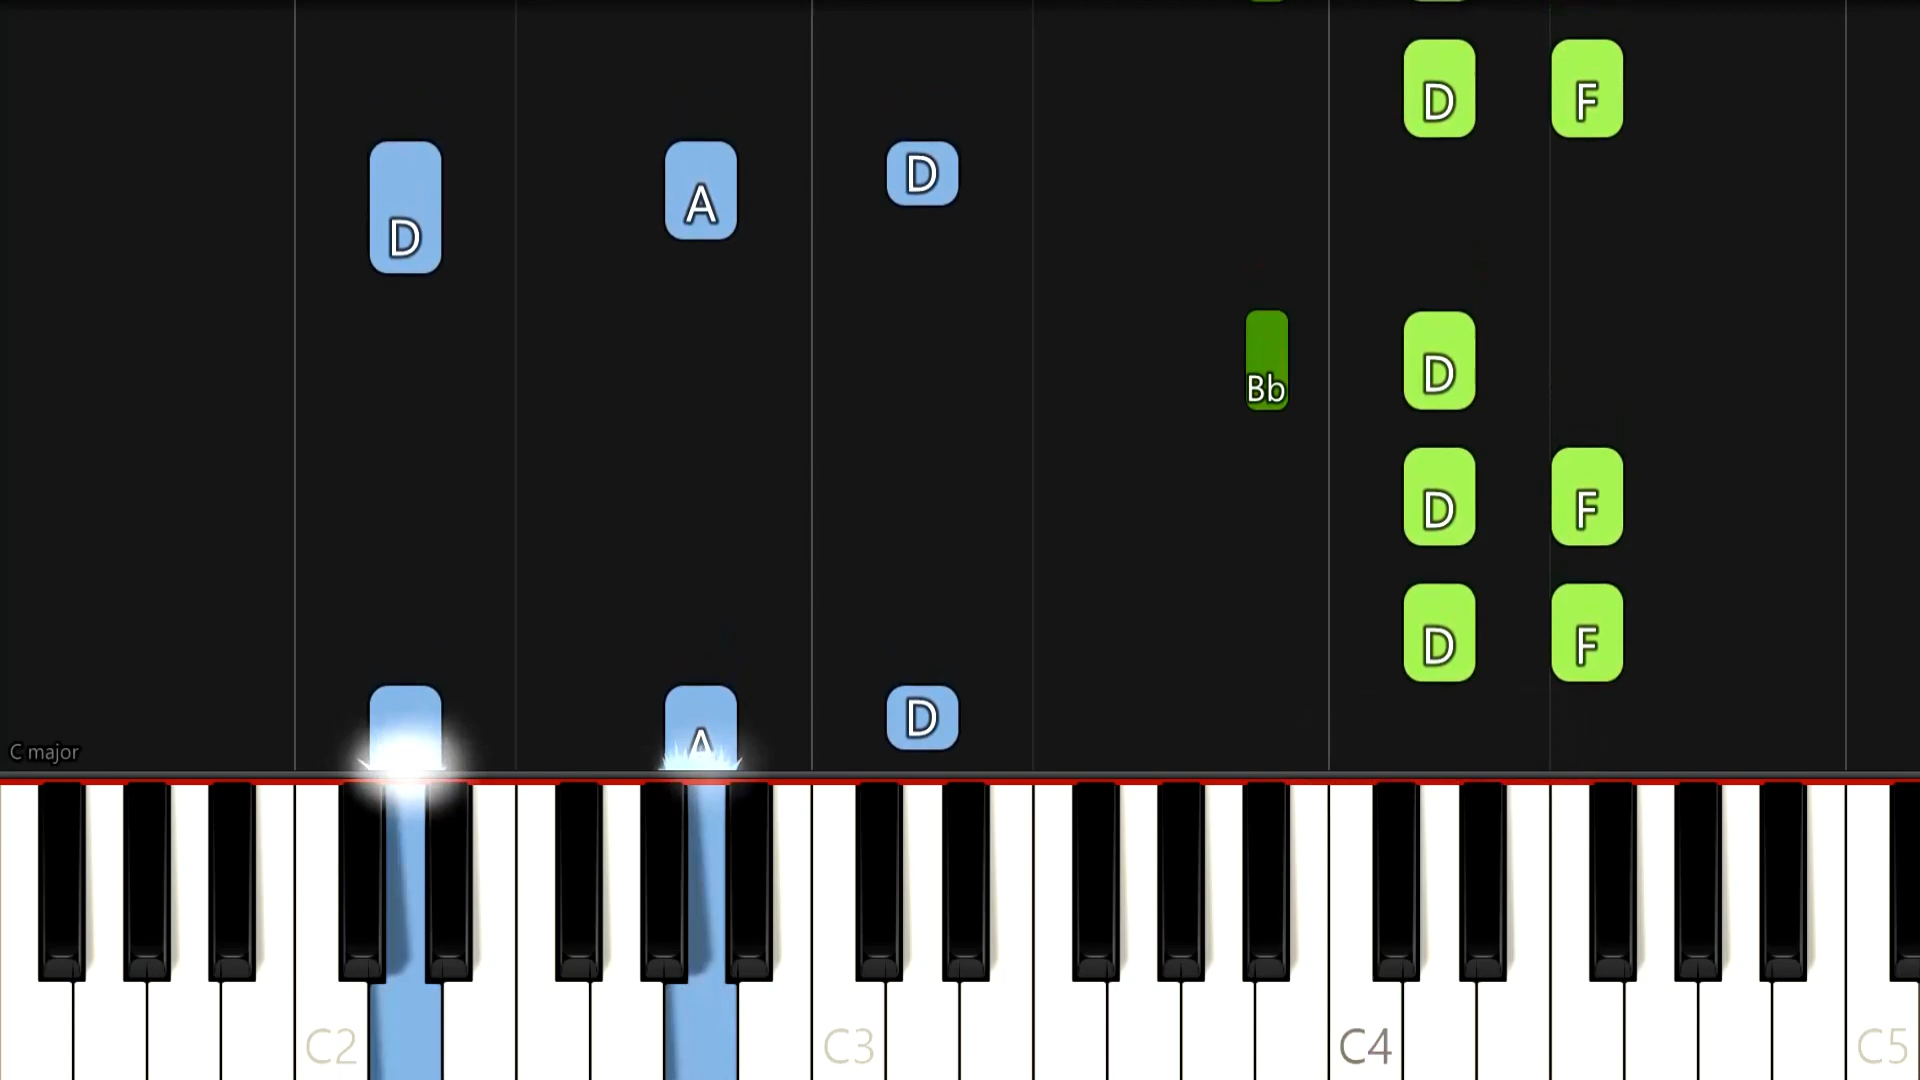 D F
D A D
Bb D
D F
D F
A D
C major
C2 C3 C4 C5